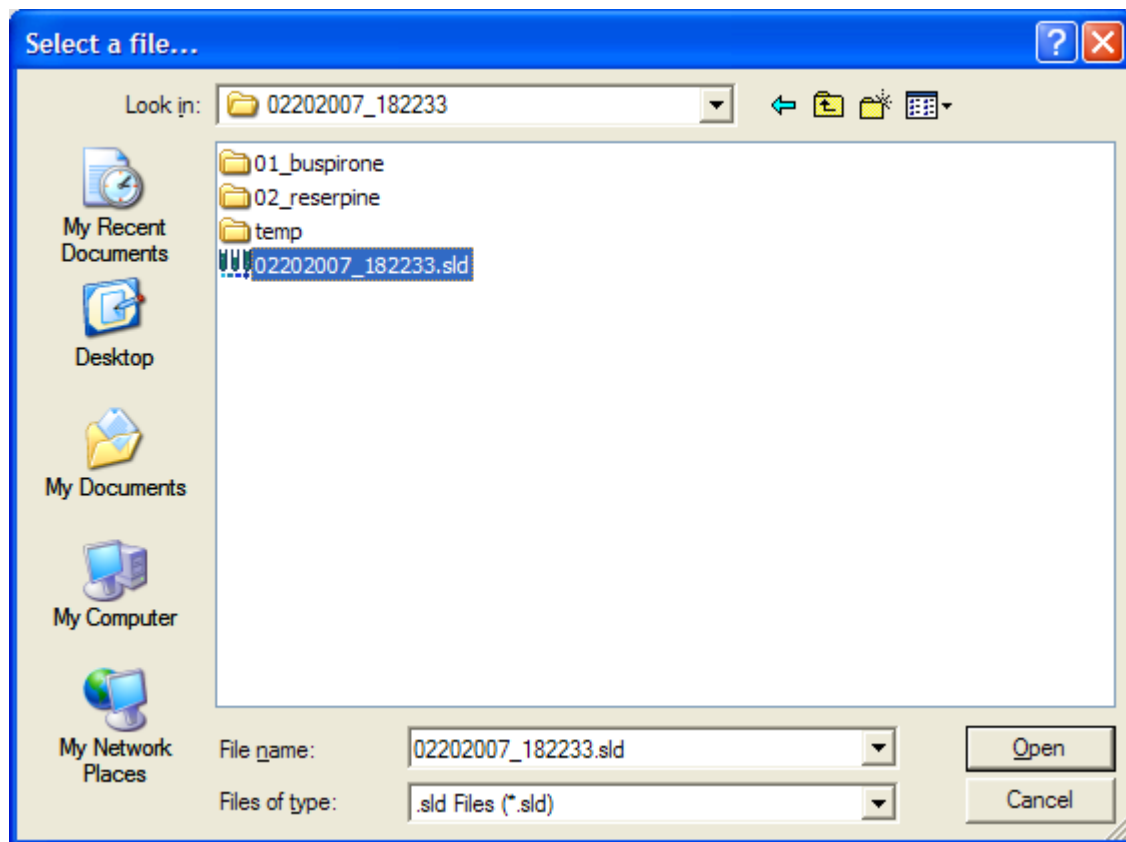 Select a file...
Look in: 02202007_182233
01_buspirone
02_reserpine
temp
02202007_182233.sld
My Recent
Documents
Desktop
My Documents
My Computer
My Network
Places
File name: 02202007_182233.sld Open
Files of type: .sld Files (*.sld) Cancel